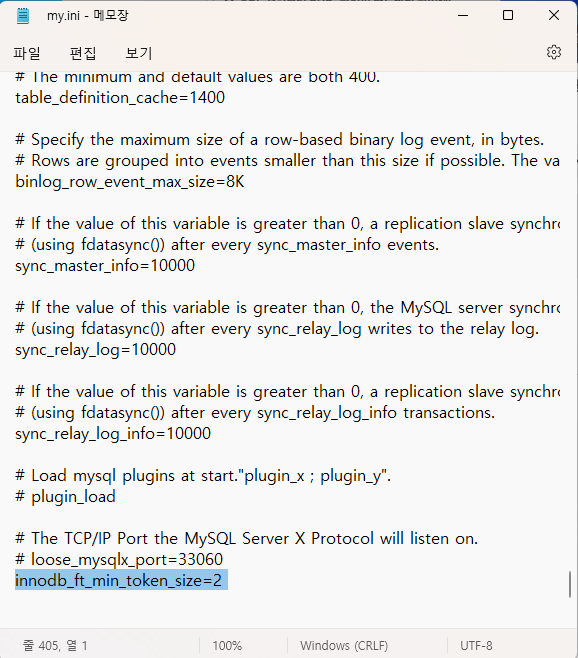 my.ini - 메모장
파일 편집 보기
# The minimum and default values are both 400.
table_definition_cache=1400
# Specify the maximum size of a row-based binary log event, in bytes.
# Rows are grouped into events smaller than this size if possible. The va
binlog_row_event_max_size=8K
# If the value of this variable is greater than 0, a replication slave synchro
# (using fdatasync()) after every sync_master_info events.
sync_master_info=10000
# If the value of this variable is greater than 0, the MySQL server synchro
# (using fdatasync()) after every sync_relay_log writes to the relay log.
sync_relay_log=10000
# If the value of this variable is greater than 0, a replication slave synchro
# (using fdatasync()) after every sync_relay_log_info transactions.
sync_relay_log_info=10000
# Load mysql plugins at start."plugin_x ; plugin_y".
# plugin_load
# The TCP/IP Port the MySQL Server X Protocol will listen on.
# loose_mysqlx_port=33060
innodb_ft_min_token_size=2
줄 405, 열 1 100% Windows (CRLF) UTF-8